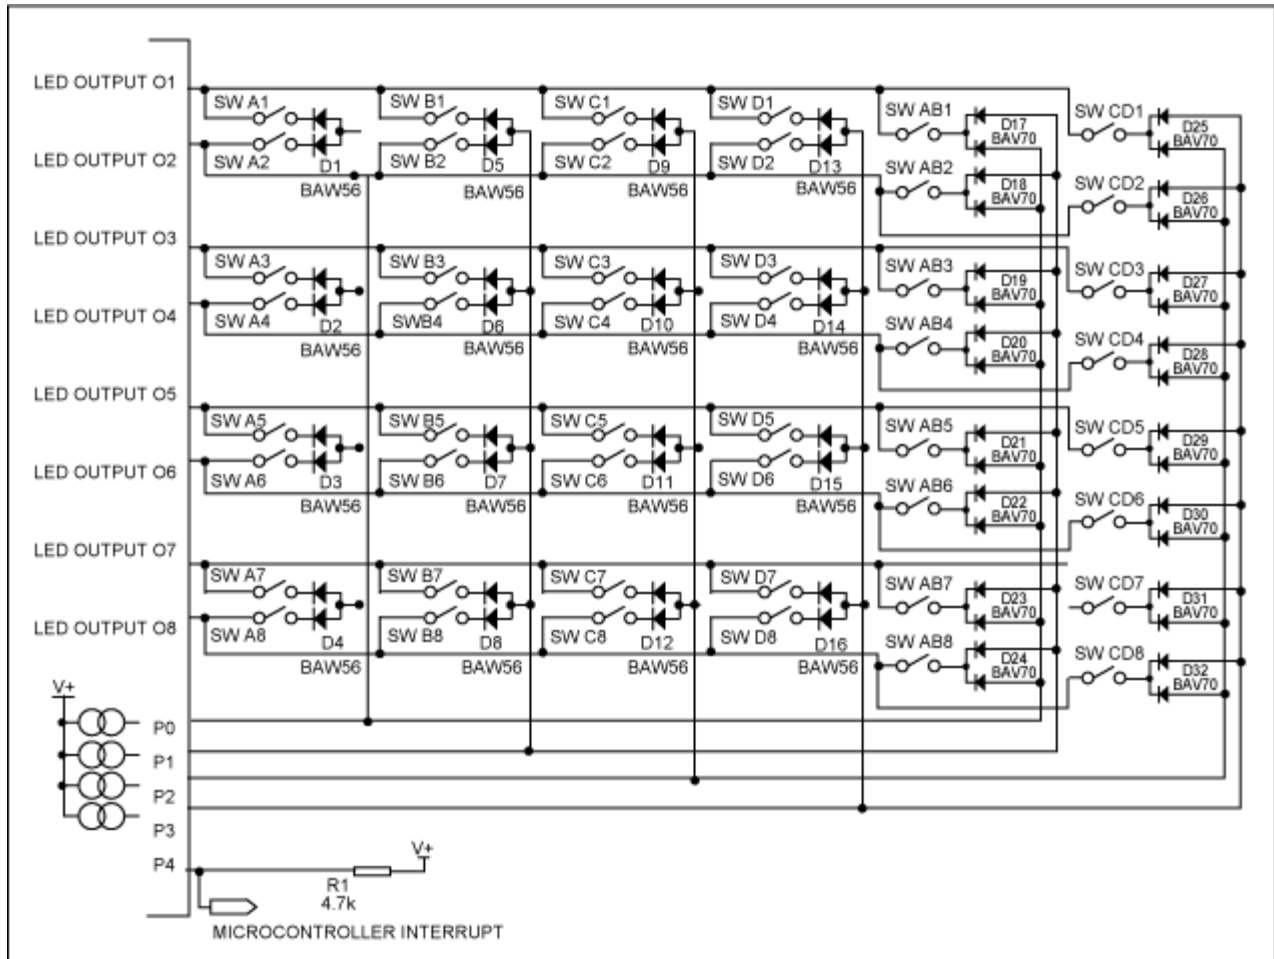 LED OUTPUT O1
SW A1 SW B1 SW C1 SW D1 SW AB1 D17 BAV70 SW CD1 D25 BAV70
LED OUTPUT O2
SW A2 D1 SW B2 D5 SW C2 D9 SW D2 D13 SW AB2 D18 BAV70 SW CD2 D26 BAV70
BAW56 BAW56 BAW56 BAW56
LED OUTPUT O3
SW A3 SW B3 SW C3 SW D3 SW AB3 D19 BAV70 SW CD3 D27 BAV70
LED OUTPUT O4
SW A4 D2 SWB4 D6 SW C4 D10 SW D4 D14 SW AB4 D20 BAV70 SW CD4 D28 BAV70
BAW56 BAW56 BAW56 BAW56
LED OUTPUT O5
SW A5 SW B5 SW C5 SW D5 SW AB5 D21 BAV70 SW CD5 D29 BAV70
LED OUTPUT O6
SW A6 D3 SW B6 D7 SW C6 D11 SW D6 D15 SW AB6 D22 BAV70 SW CD6 D30 BAV70
BAW56 BAW56 BAW56 BAW56
LED OUTPUT O7
SW A7 SW B7 SW C7 SW D7 SW AB7 D23 BAV70 SW CD7 D31 BAV70
LED OUTPUT O8
SW A8 D4 SW B8 D8 SW C8 D12 SW D8 D16 SW AB8 D24 BAV70 SW CD8 D32 BAV70
BAW56 BAW56 BAW56 BAW56
V+
P0
P1
P2
P3
P4
V+
R1
4.7k
MICROCONTROLLER INTERRUPT